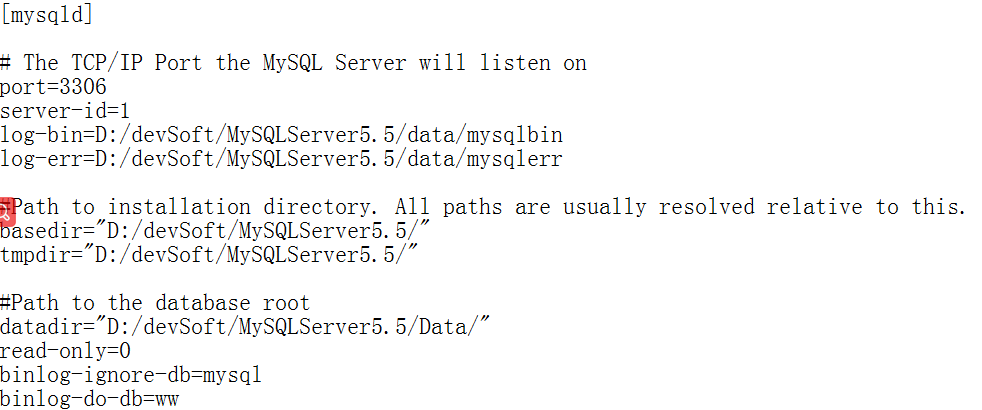 [mysqld]
# The TCP/IP Port the MySQL Server will listen on
port=3306
server-id=1
log-bin=D:/devSoft/MySQLServer5.5/data/mysqlbin
log-err=D:/devSoft/MySQLServer5.5/data/mysqlerr
#Path to installation directory. All paths are usually resolved relative to this.
basedir="D:/devSoft/MySQLServer5.5/"
tmpdir="D:/devSoft/MySQLServer5.5/"
#Path to the database root
datadir="D:/devSoft/MySQLServer5.5/Data/"
read-only=0
binlog-ignore-db=mysql
binlog-do-db=ww